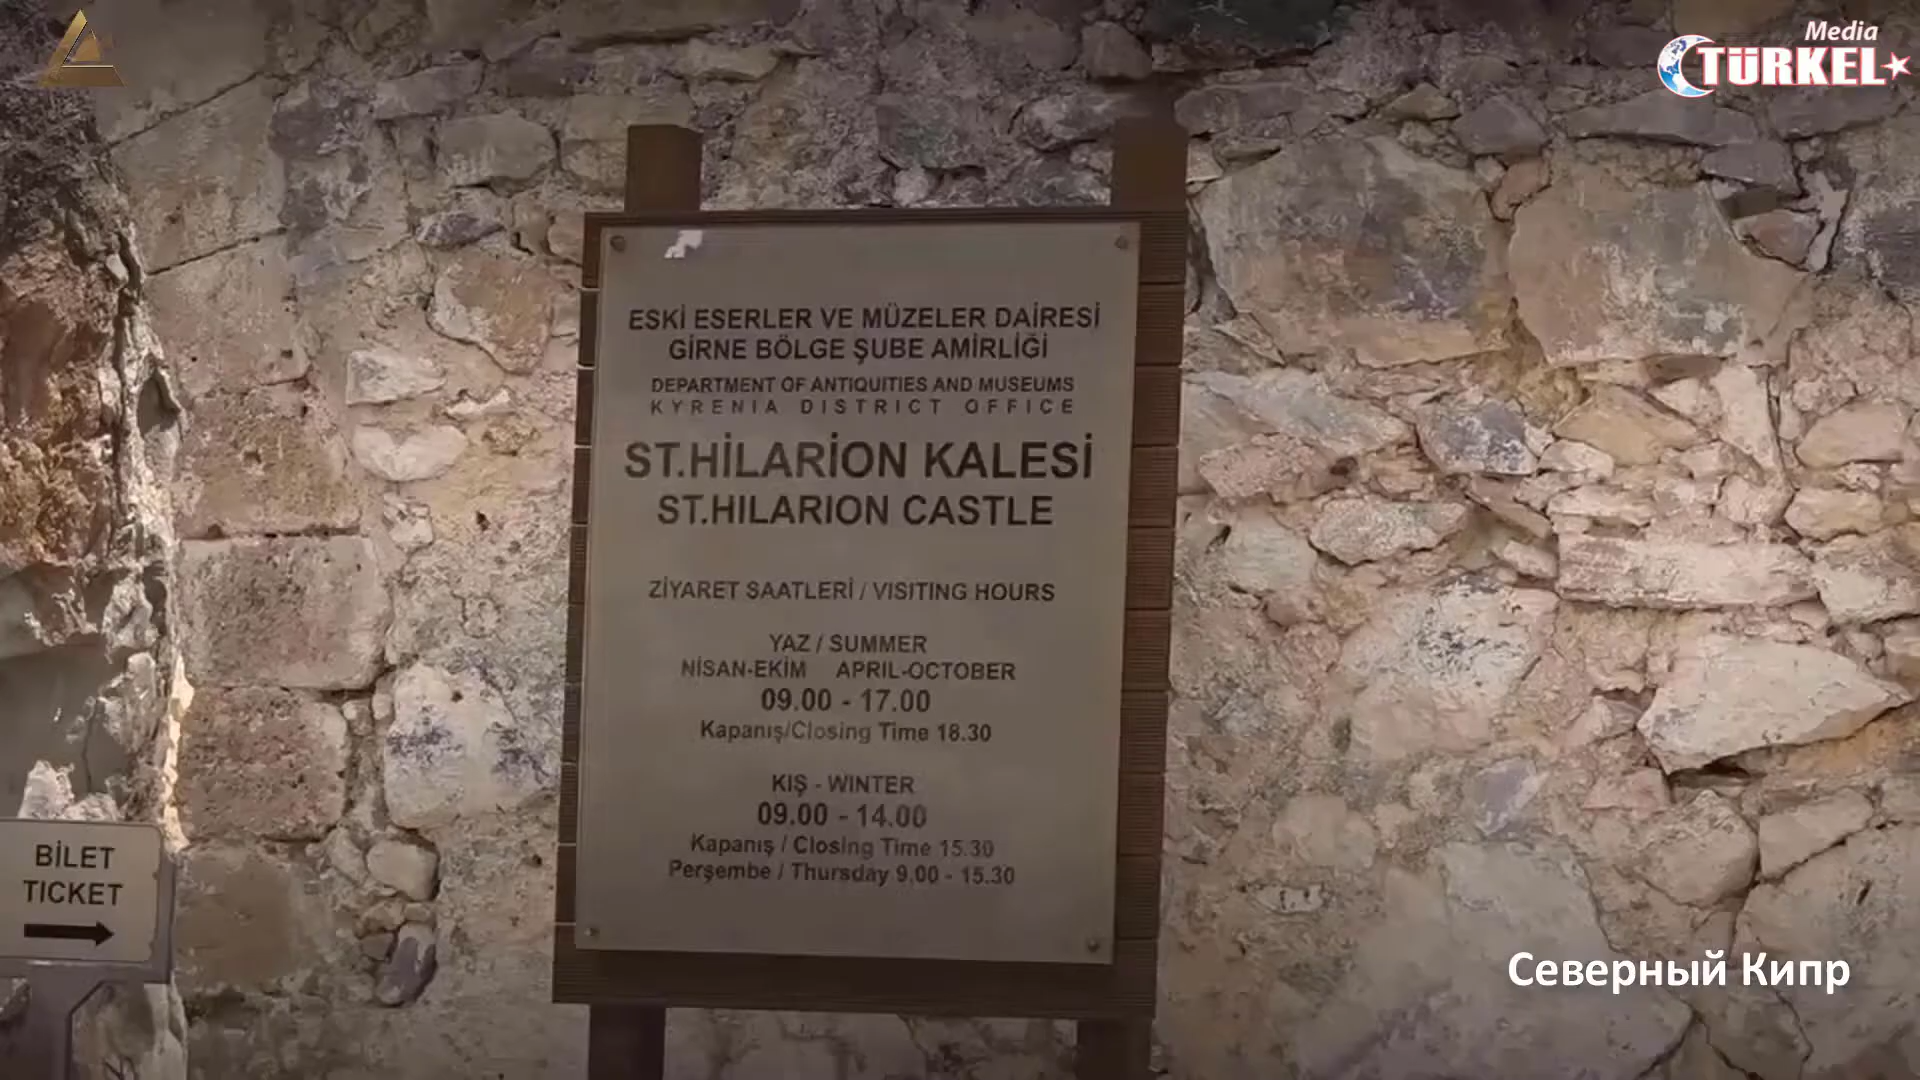 Media
TÜRKEL
ESKİ ESERLER VE MÜZELER DAİRESİ
GİRNE BÖLGE ŞUBE AMİRLİĞİ
DEPARTMENT OF ANTIQUITIES AND MUSEUMS
KYRENIA DISTRICT OFFICE
ST.HİLARİON KALESİ
ST.HILARION CASTLE
ZİYARET SAATLERİ / VISITING HOURS
YAZ / SUMMER
NİSAN-EKİM APRIL-OCTOBER
09.00 - 17.00
Kapanış/Closing Time 18.30
KIŞ - WINTER
09.00 - 14.00
Kapanış / Closing Time 15.30
Perşembe / Thursday 9.00 - 15.30
BİLET
TICKET
Северный Кипр